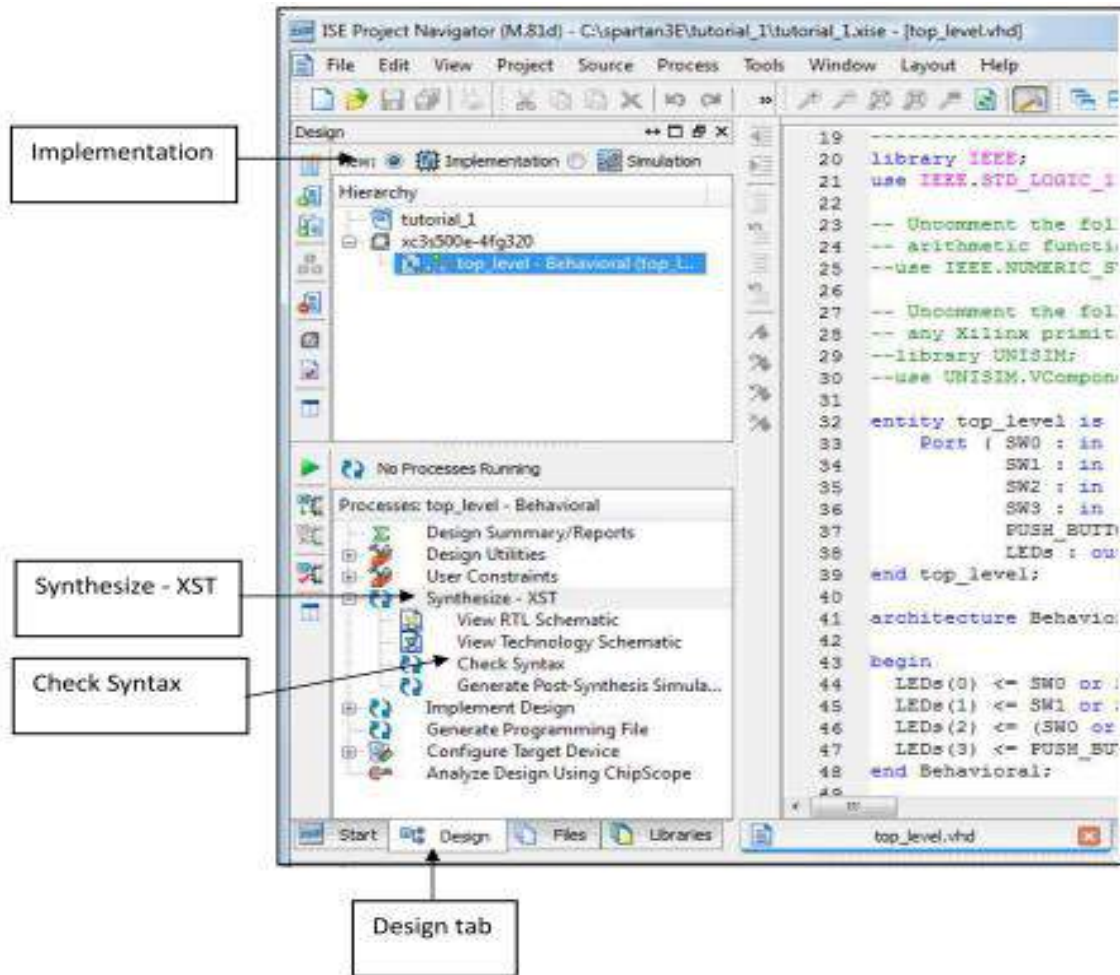 ISE Project Navigator (M.81d) - C:\spartan3E\tutorial_1\tutorial_1.xise - [top_level.vhd]
File Edit View Project Source Process Tools Window Layout Help
Design
Implementation
View: Implementation Simulation
Hierarchy
tutorial_1
xc3s500e-4fg320
top_level - Behavioral (top_l...
No Processes Running
Processes: top_level - Behavioral
Design Summary/Reports
Design Utilities
User Constraints
Synthesize - XST
Synthesize - XST
View RTL Schematic
View Technology Schematic
Check Syntax
Check Syntax
Generate Post-Synthesis Simula...
Implement Design
Generate Programming File
Configure Target Device
Analyze Design Using ChipScope
Start Design Files Libraries
19 ----------------------
20 library IEEE;
21 use IEEE.STD_LOGIC_1
22
23 -- Uncomment the fol
24 -- arithmetic functi
25 --use IEEE.NUMERIC_S
26
27 -- Uncomment the fol
28 -- any Xilinx primit
29 --library UNISIM;
30 --use UNISIM.VCompon
31
32 entity top_level is
33 Port ( SW0 : in
34 SW1 : in
35 SW2 : in
36 SW3 : in
37 PUSH_BUTT
38 LEDs : ou
39 end top_level;
40
41 architecture Behavio
42
43 begin
44 LEDs(0) <= SW0 or
45 LEDs(1) <= SW1 or
46 LEDs(2) <= (SW0 or
47 LEDs(3) <= PUSH_BU
48 end Behavioral;
49
top_level.vhd
Design tab